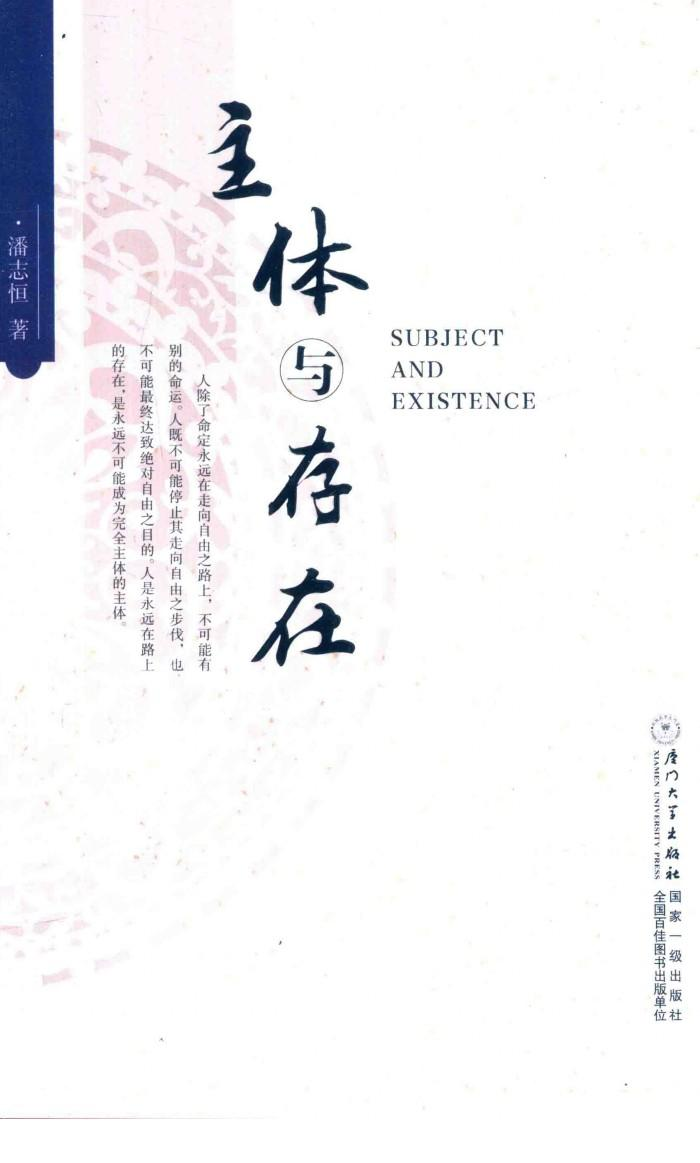 主体与存在
SUBJECT
AND
EXISTENCE
·潘志恒 著
人除了命定永远在走向自由之路上，不可能有
别的命运。人既不可能停止其走向自由之步伐，也
不可能最终达致绝对自由之目的。人是永远在路上
的存在，是永远不可能成为完全主体的主体。
厦门大学出版社
XIAMEN UNIVERSITY PRESS
国家一级出版社
全国百佳图书出版单位